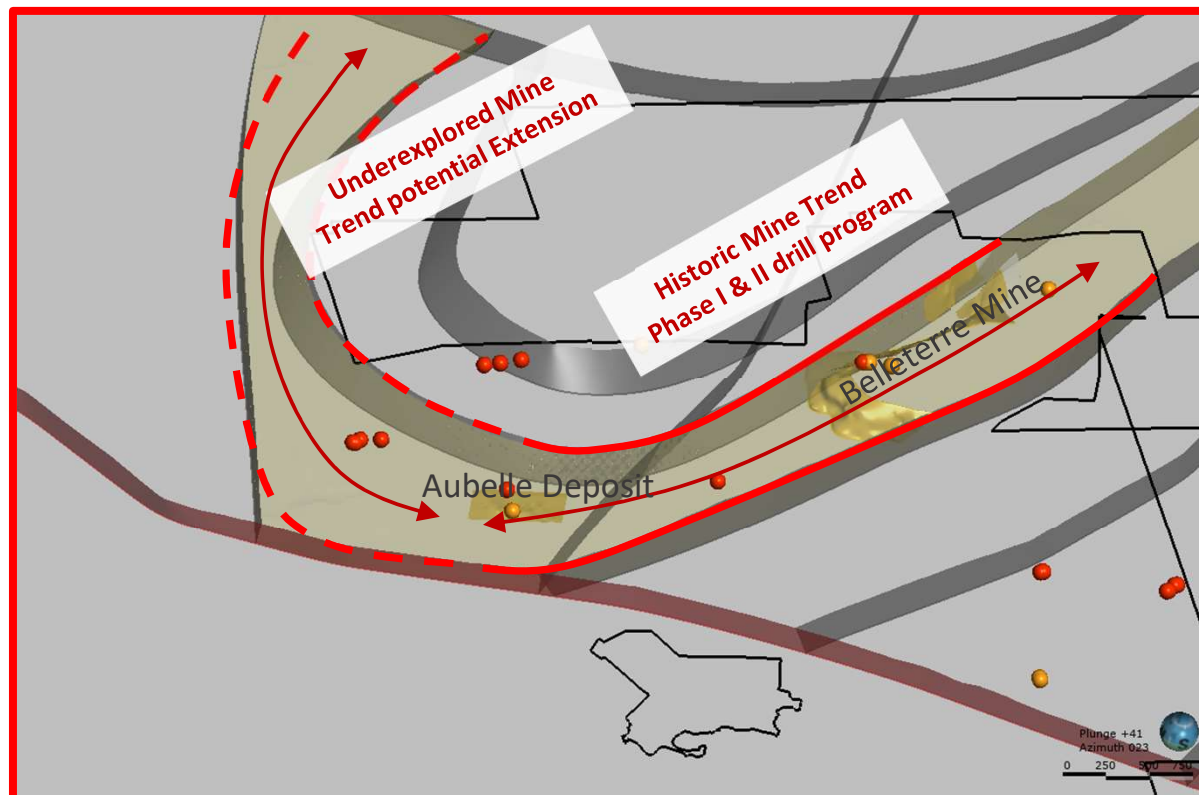 Underexplored Mine
Trend potential Extension
Historic Mine Trend
Phase I & II drill program
Belleterre Mine
Aubelle Deposit
Plunge +41
Azimuth 023
0 250 500 750
S